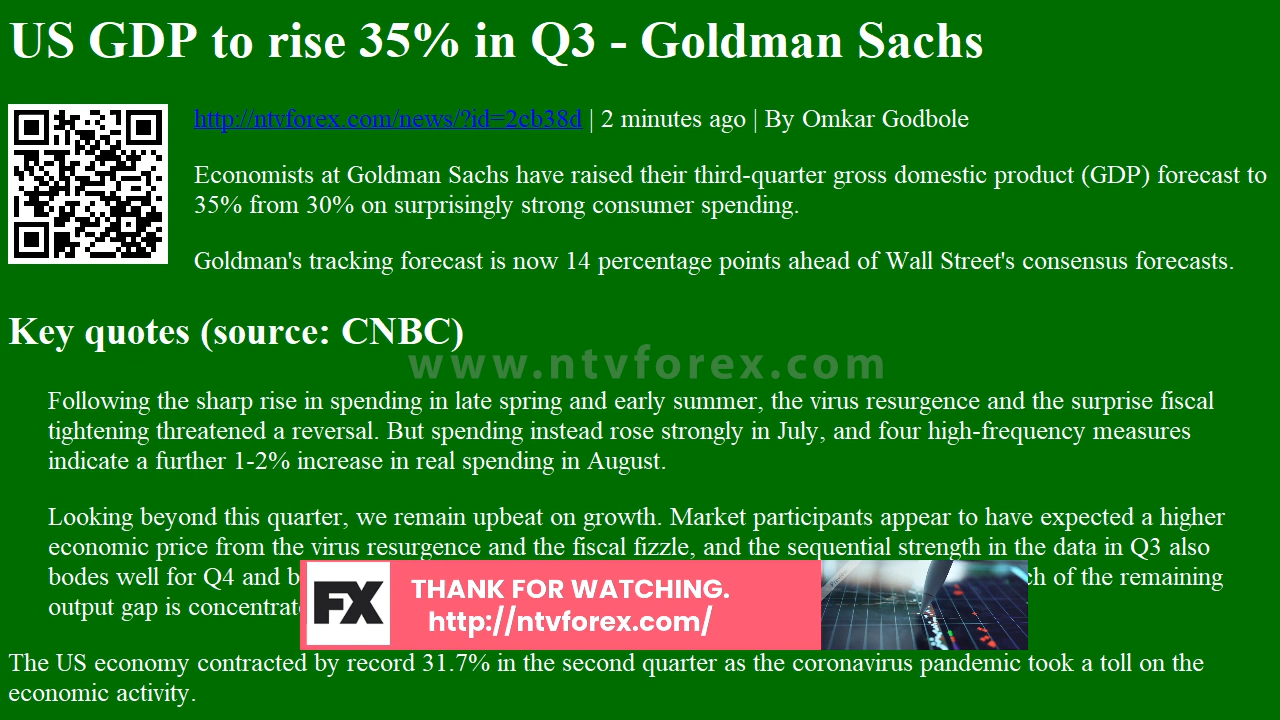 US GDP to rise 35% in Q3 - Goldman Sachs
http://ntvforex.com/news/?id=2cb38d | 2 minutes ago | By Omkar Godbole
Economists at Goldman Sachs have raised their third-quarter gross domestic product (GDP) forecast to
35% from 30% on surprisingly strong consumer spending.
Goldman's tracking forecast is now 14 percentage points ahead of Wall Street's consensus forecasts.
Key quotes (source: CNBC)
www.ntvforex.com
Following the sharp rise in spending in late spring and early summer, the virus resurgence and the surprise fiscal
tightening threatened a reversal. But spending instead rose strongly in July, and four high-frequency measures
indicate a further 1-2% increase in real spending in August.
Looking beyond this quarter, we remain upbeat on growth. Market participants appear to have expected a higher
economic price from the virus resurgence and the fiscal fizzle, and the sequential strength in the data in Q3 also
bodes well for Q4 and of the remaining
output gap is
FX
THANK FOR WATCHING.
http://ntvforex.com/
The US economy contracted by record 31.7% in the second quarter as the coronavirus pandemic took a toll on the
economic activity.